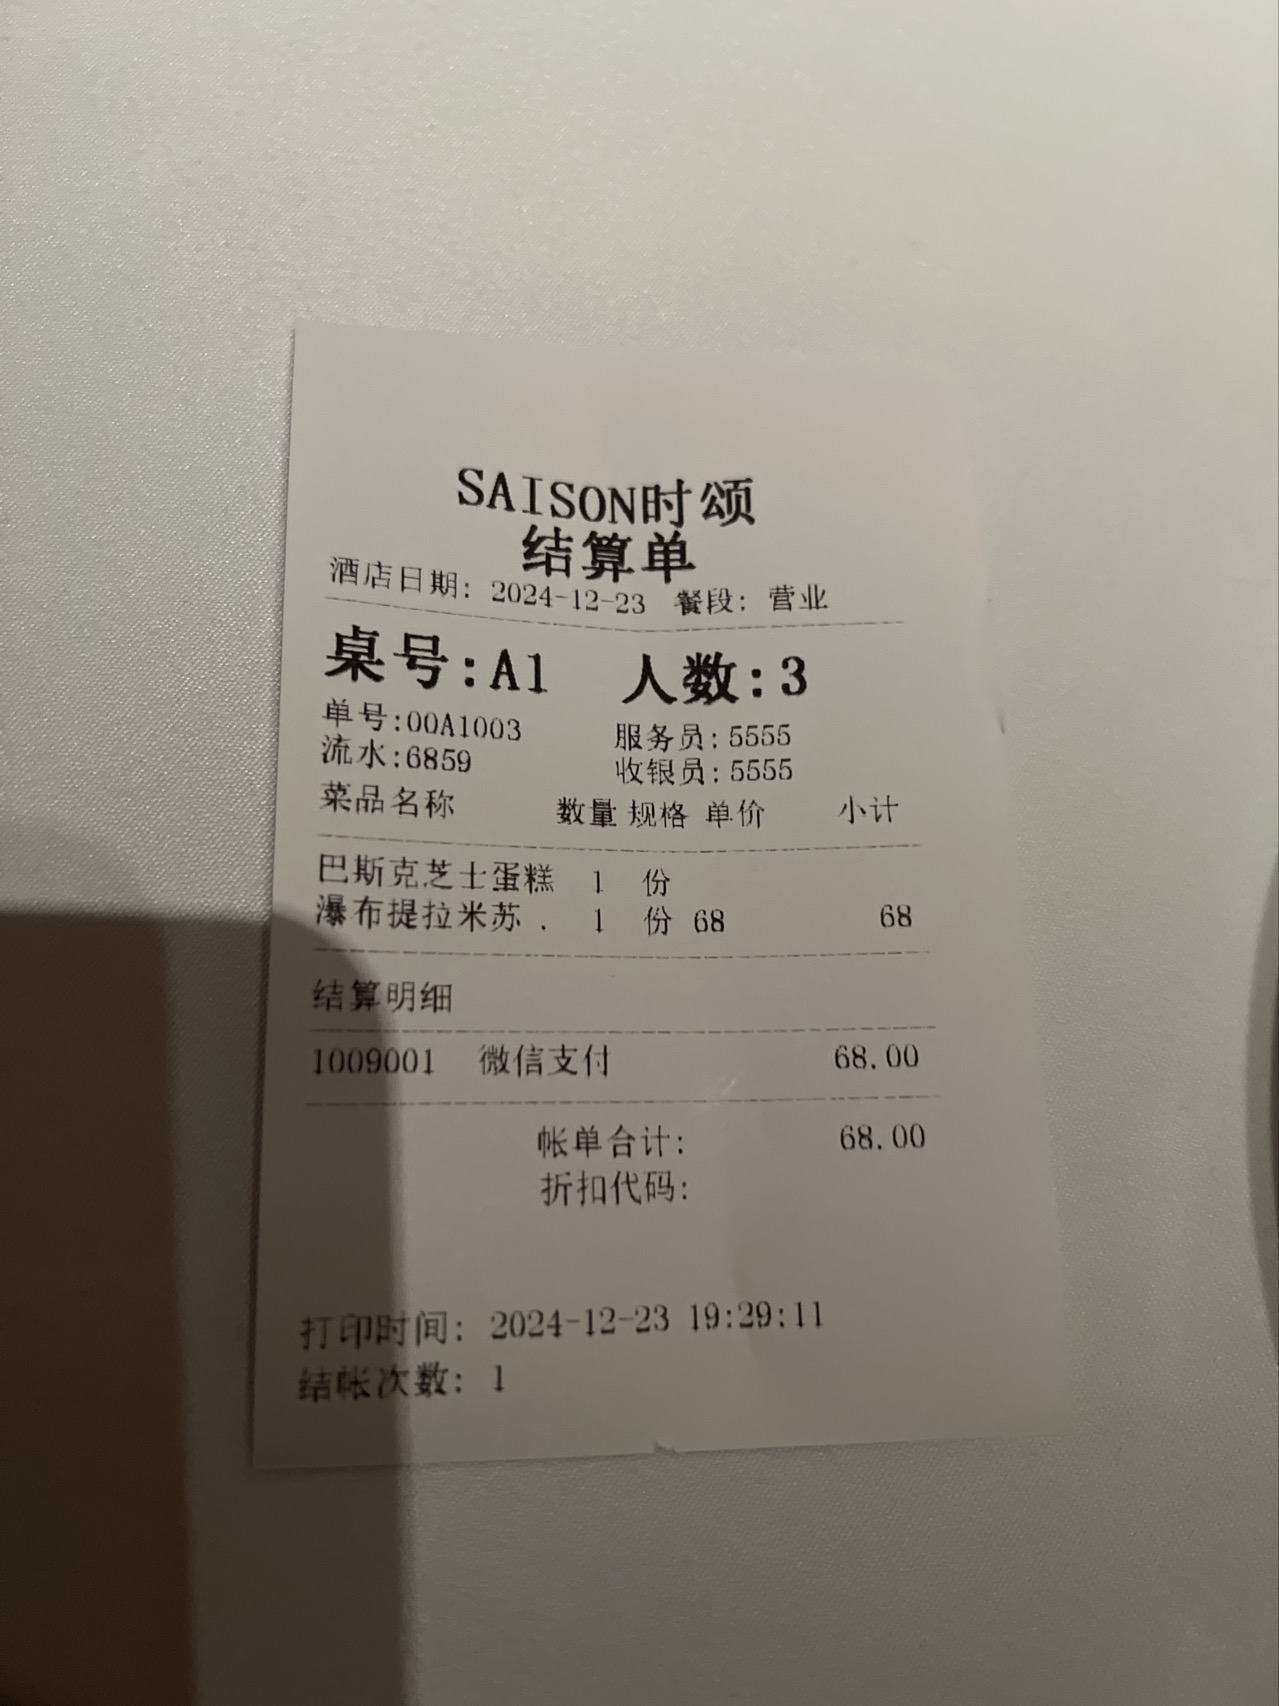 SAISON时颂
结算单
酒店日期: 2024-12-23 餐段: 营业
桌号:A1 人数:3
单号:00A1003 服务员:5555
流水:6859 收银员:5555
菜品名称 数量 规格 单价 小计
巴斯克芝士蛋糕 1 份
瀑布提拉米苏 . 1 份 68 68
结算明细
1009001 微信支付 68.00
帐单合计: 68.00
折扣代码:
打印时间: 2024-12-23 19:29:11
结帐次数: 1